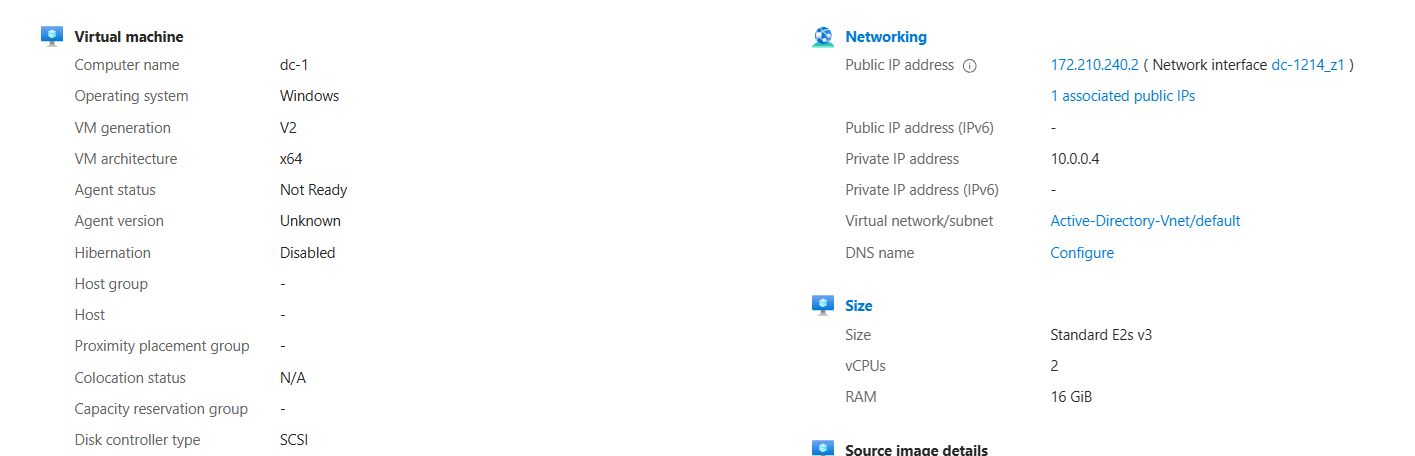 Virtual machine
Computer name dc-1
Operating system Windows
VM generation V2
VM architecture x64
Agent status Not Ready
Agent version Unknown
Hibernation Disabled
Host group -
Host -
Proximity placement group -
Colocation status N/A
Capacity reservation group -
Disk controller type SCSI
Networking
Public IP address 172.210.240.2 ( Network interface dc-1214_z1 )
1 associated public IPs
Public IP address (IPv6) -
Private IP address 10.0.0.4
Private IP address (IPv6) -
Virtual network/subnet Active-Directory-Vnet/default
DNS name Configure
Size
Size Standard E2s v3
vCPUs 2
RAM 16 GiB
Source image details